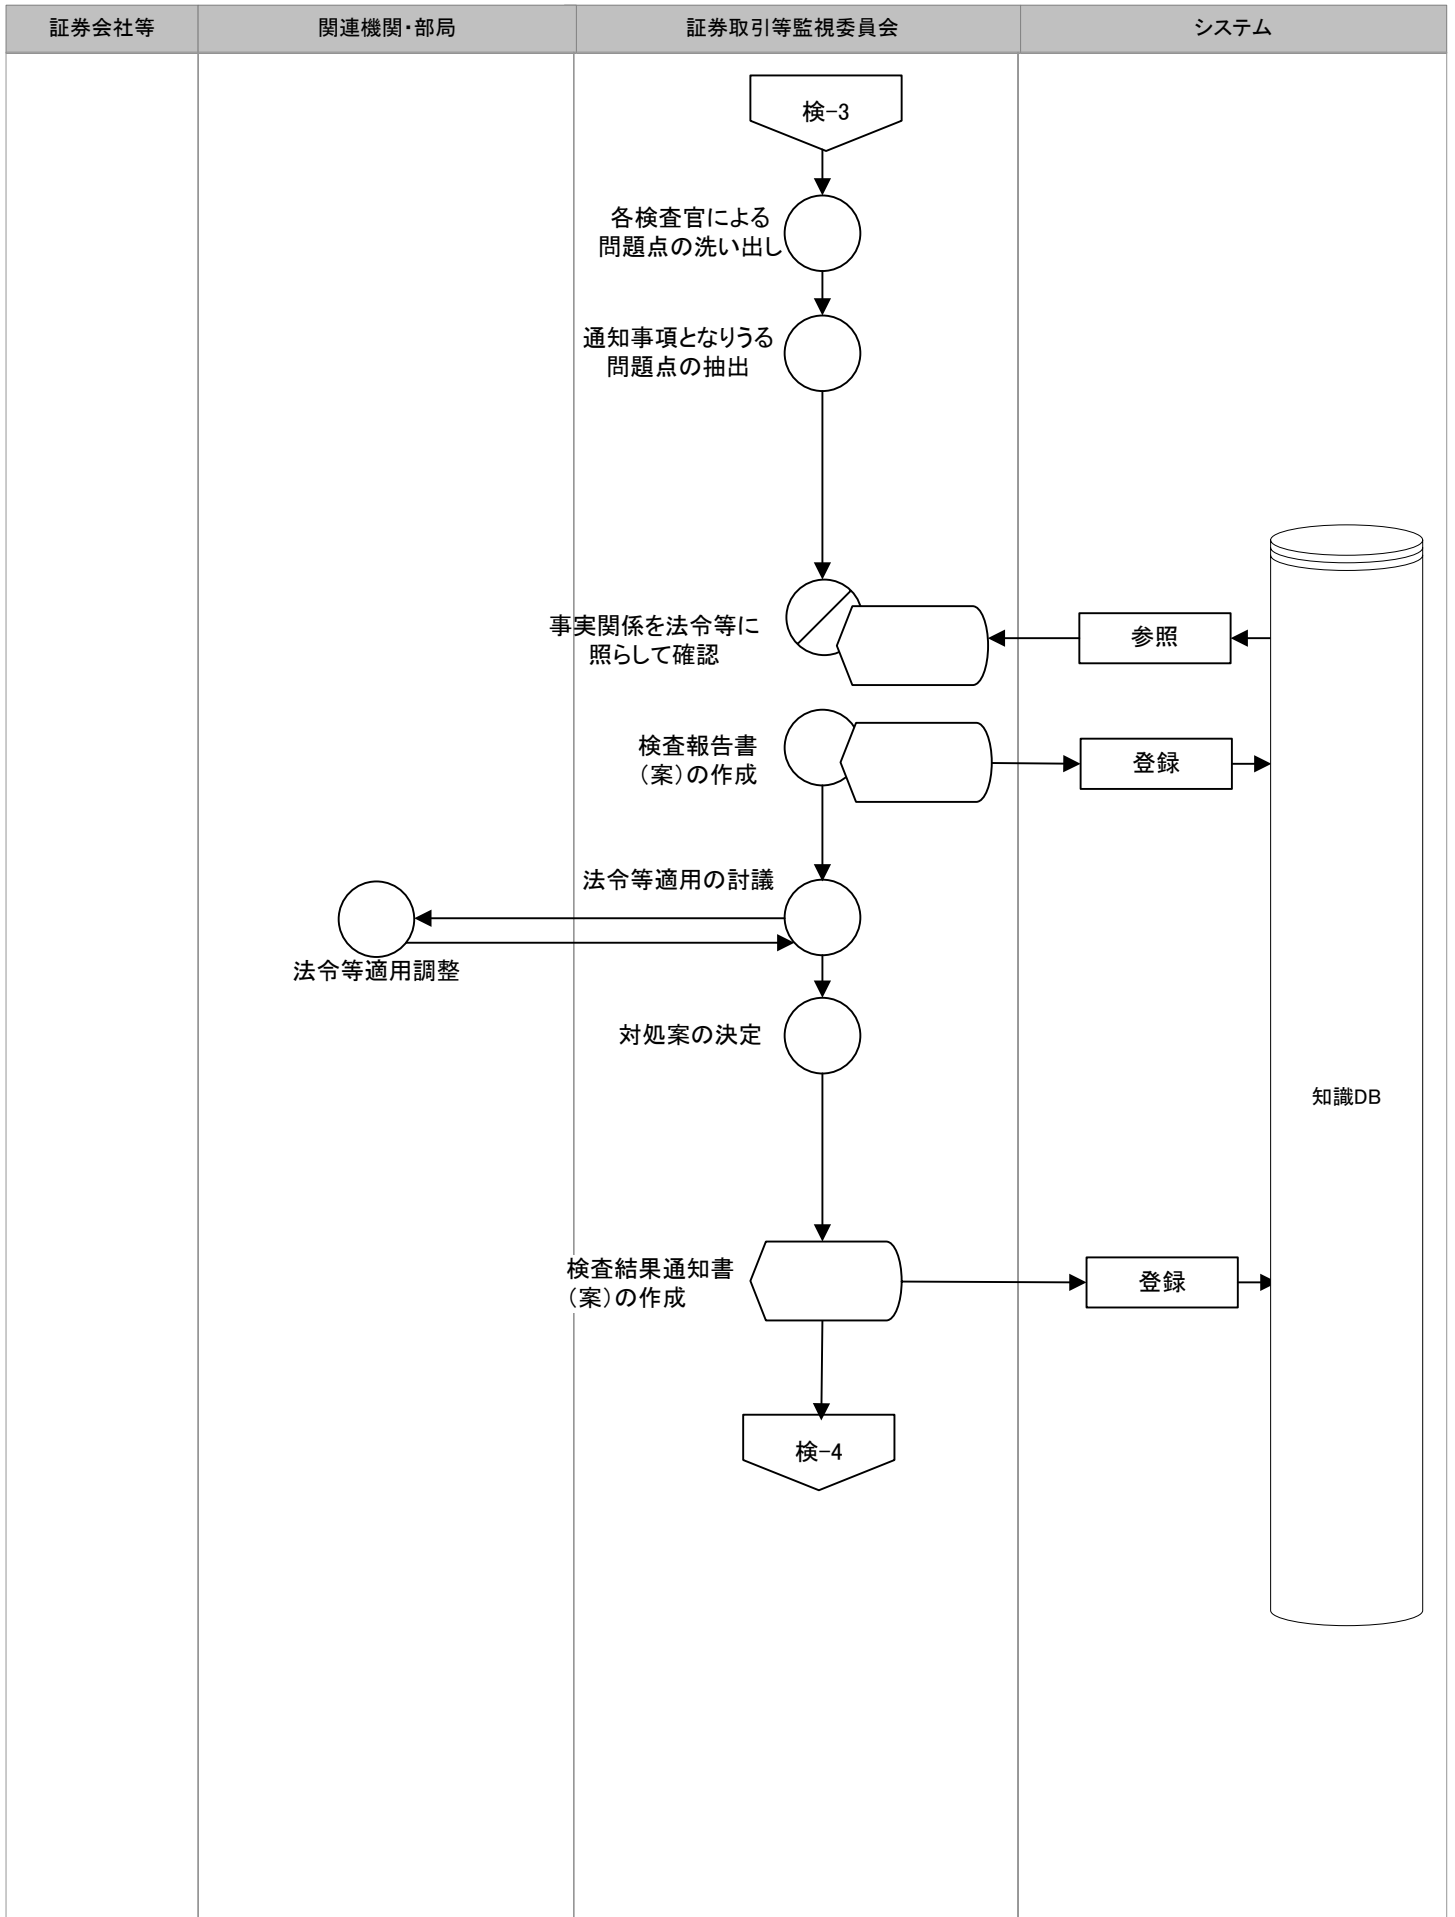 証券会社等
関連機関・部局
証券取引等監視委員会
システム
検-3
各検査官による
問題点の洗い出し
通知事項となりうる
問題点の抽出
事実関係を法令等に
照らして確認
参照
検査報告書
（案）の作成
登録
法令等適用の討議
法令等適用調整
対処案の決定
知識DB
検査結果通知書
（案）の作成
登録
検-4